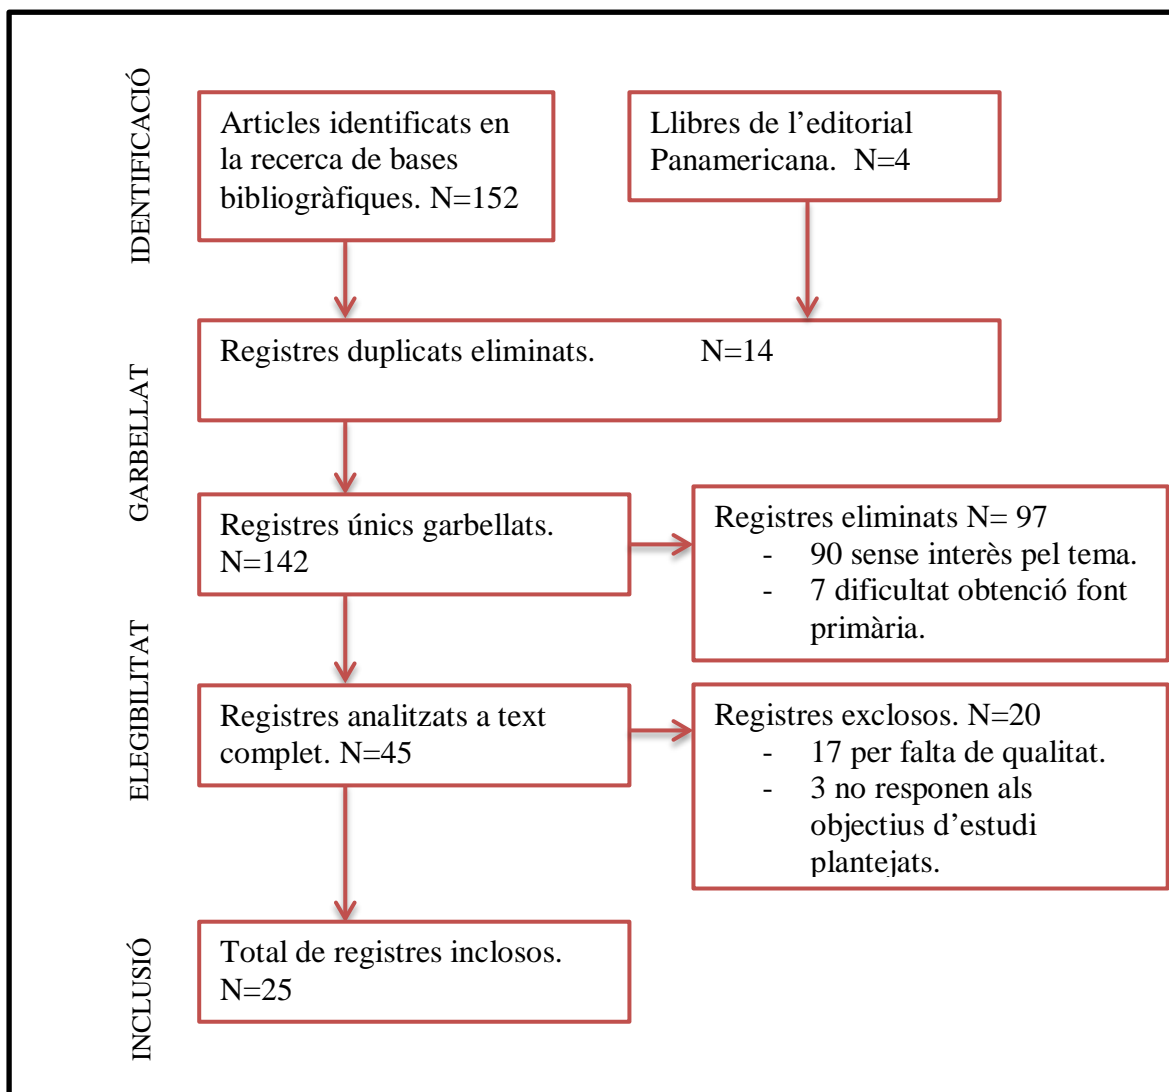 IDENTIFICACIÓ
Articles identificats en
la recerca de bases
bibliogràfiques. N=152
Llibres de l’editorial
Panamericana. N=4
GARBELLAT
Registres duplicats eliminats. N=14
Registres únics garbellats.
N=142
Registres eliminats N= 97
- 90 sense interès pel tema.
- 7 dificultat obtenció font
primària.
ELEGIBILITAT
Registres analitzats a text
complet. N=45
Registres exclosos. N=20
- 17 per falta de qualitat.
- 3 no responen als
objectius d’estudi
plantejats.
INCLUSIÓ
Total de registres inclosos.
N=25